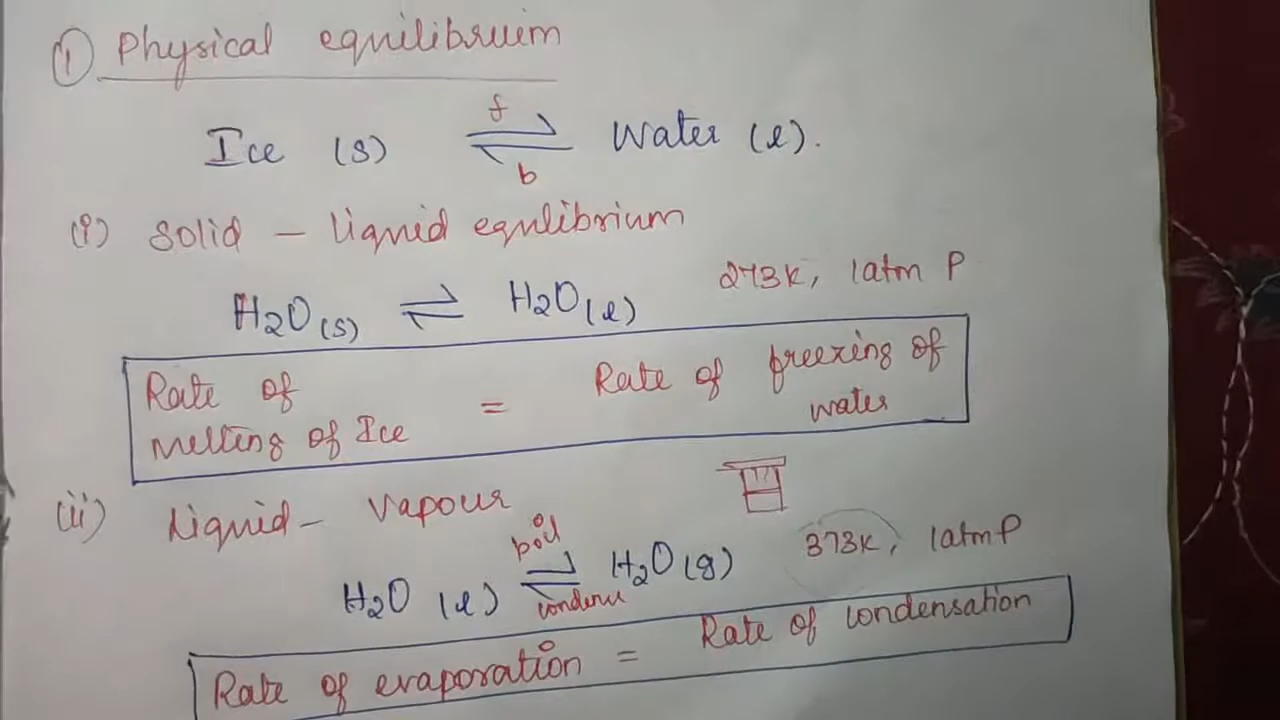 ① Physical equilibrium
Ice (s) ⇌ Water (l).
f
b
(i) Solid - liquid equlibrium
H2O(s) ⇌ H2O(l) 273K, 1atm P
Rate of melting of Ice = Rate of freezing of water
(ii) Liquid - Vapour
H2O (l) ⇌ H2O (g) 373K, 1atm P
boil
condense
Rate of evaporation = Rate of condensation